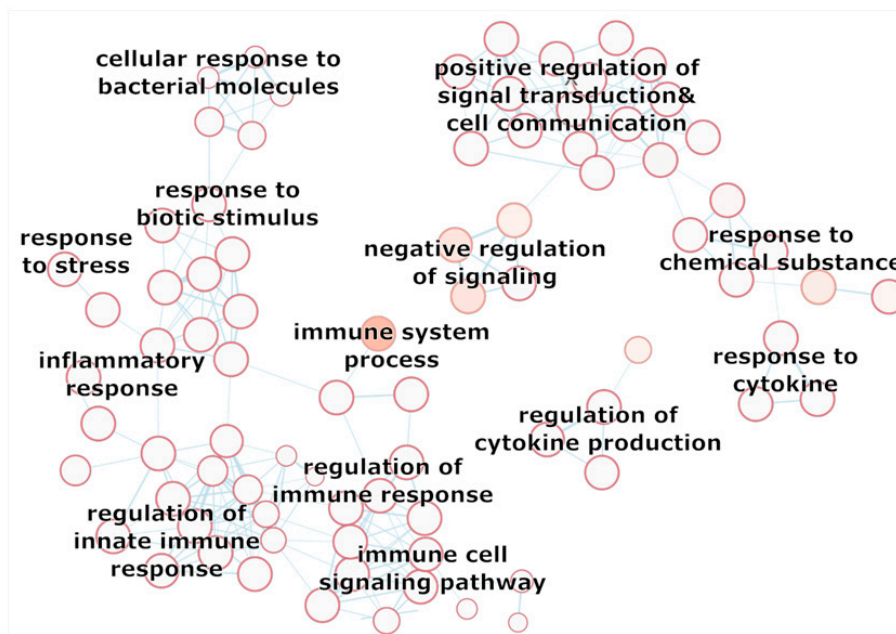 cellular response to
bacterial molecules
positive regulation of
signal transduction&
cell communication
response to
biotic stimulus
response
to stress
negative regulation
of signaling
response to
chemical substance
immune system
process
inflammatory
response
response to
cytokine
regulation of
cytokine production
regulation of
immune response
regulation of
innate immune
response
immune cell
signaling pathway